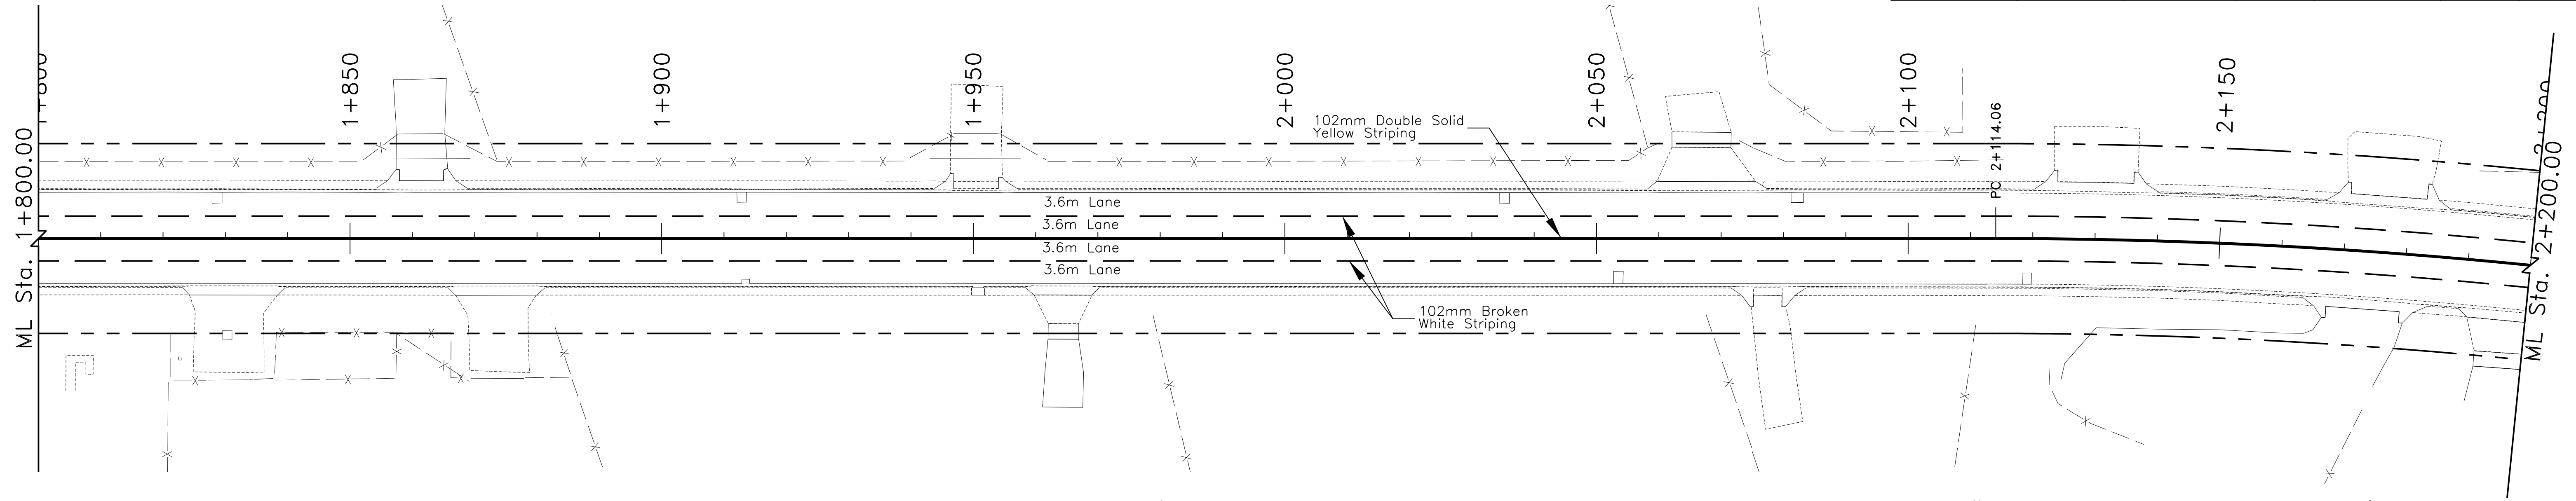 1+850
1+900
1+950
2+000
2+050
2+100
2+150
PC 2+114.06
102mm Double Solid
Yellow Striping
ML Sta. 1+800.00
3.6m Lane
3.6m Lane
3.6m Lane
3.6m Lane
102mm Broken
White Striping
ML Sta. 2+200.00